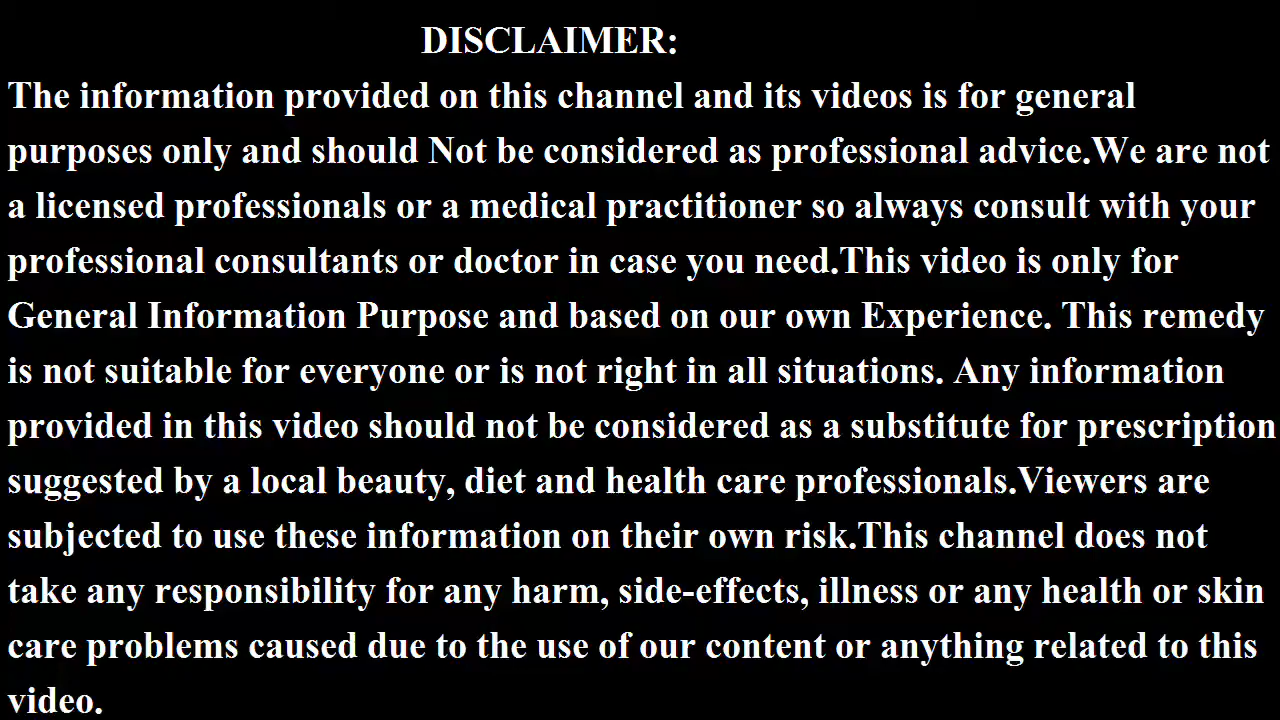 DISCLAIMER:
The information provided on this channel and its videos is for general
purposes only and should Not be considered as professional advice.We are not
a licensed professionals or a medical practitioner so always consult with your
professional consultants or doctor in case you need.This video is only for
General Information Purpose and based on our own Experience. This remedy
is not suitable for everyone or is not right in all situations. Any information
provided in this video should not be considered as a substitute for prescription
suggested by a local beauty, diet and health care professionals.Viewers are
subjected to use these information on their own risk.This channel does not
take any responsibility for any harm, side-effects, illness or any health or skin
care problems caused due to the use of our content or anything related to this
video.